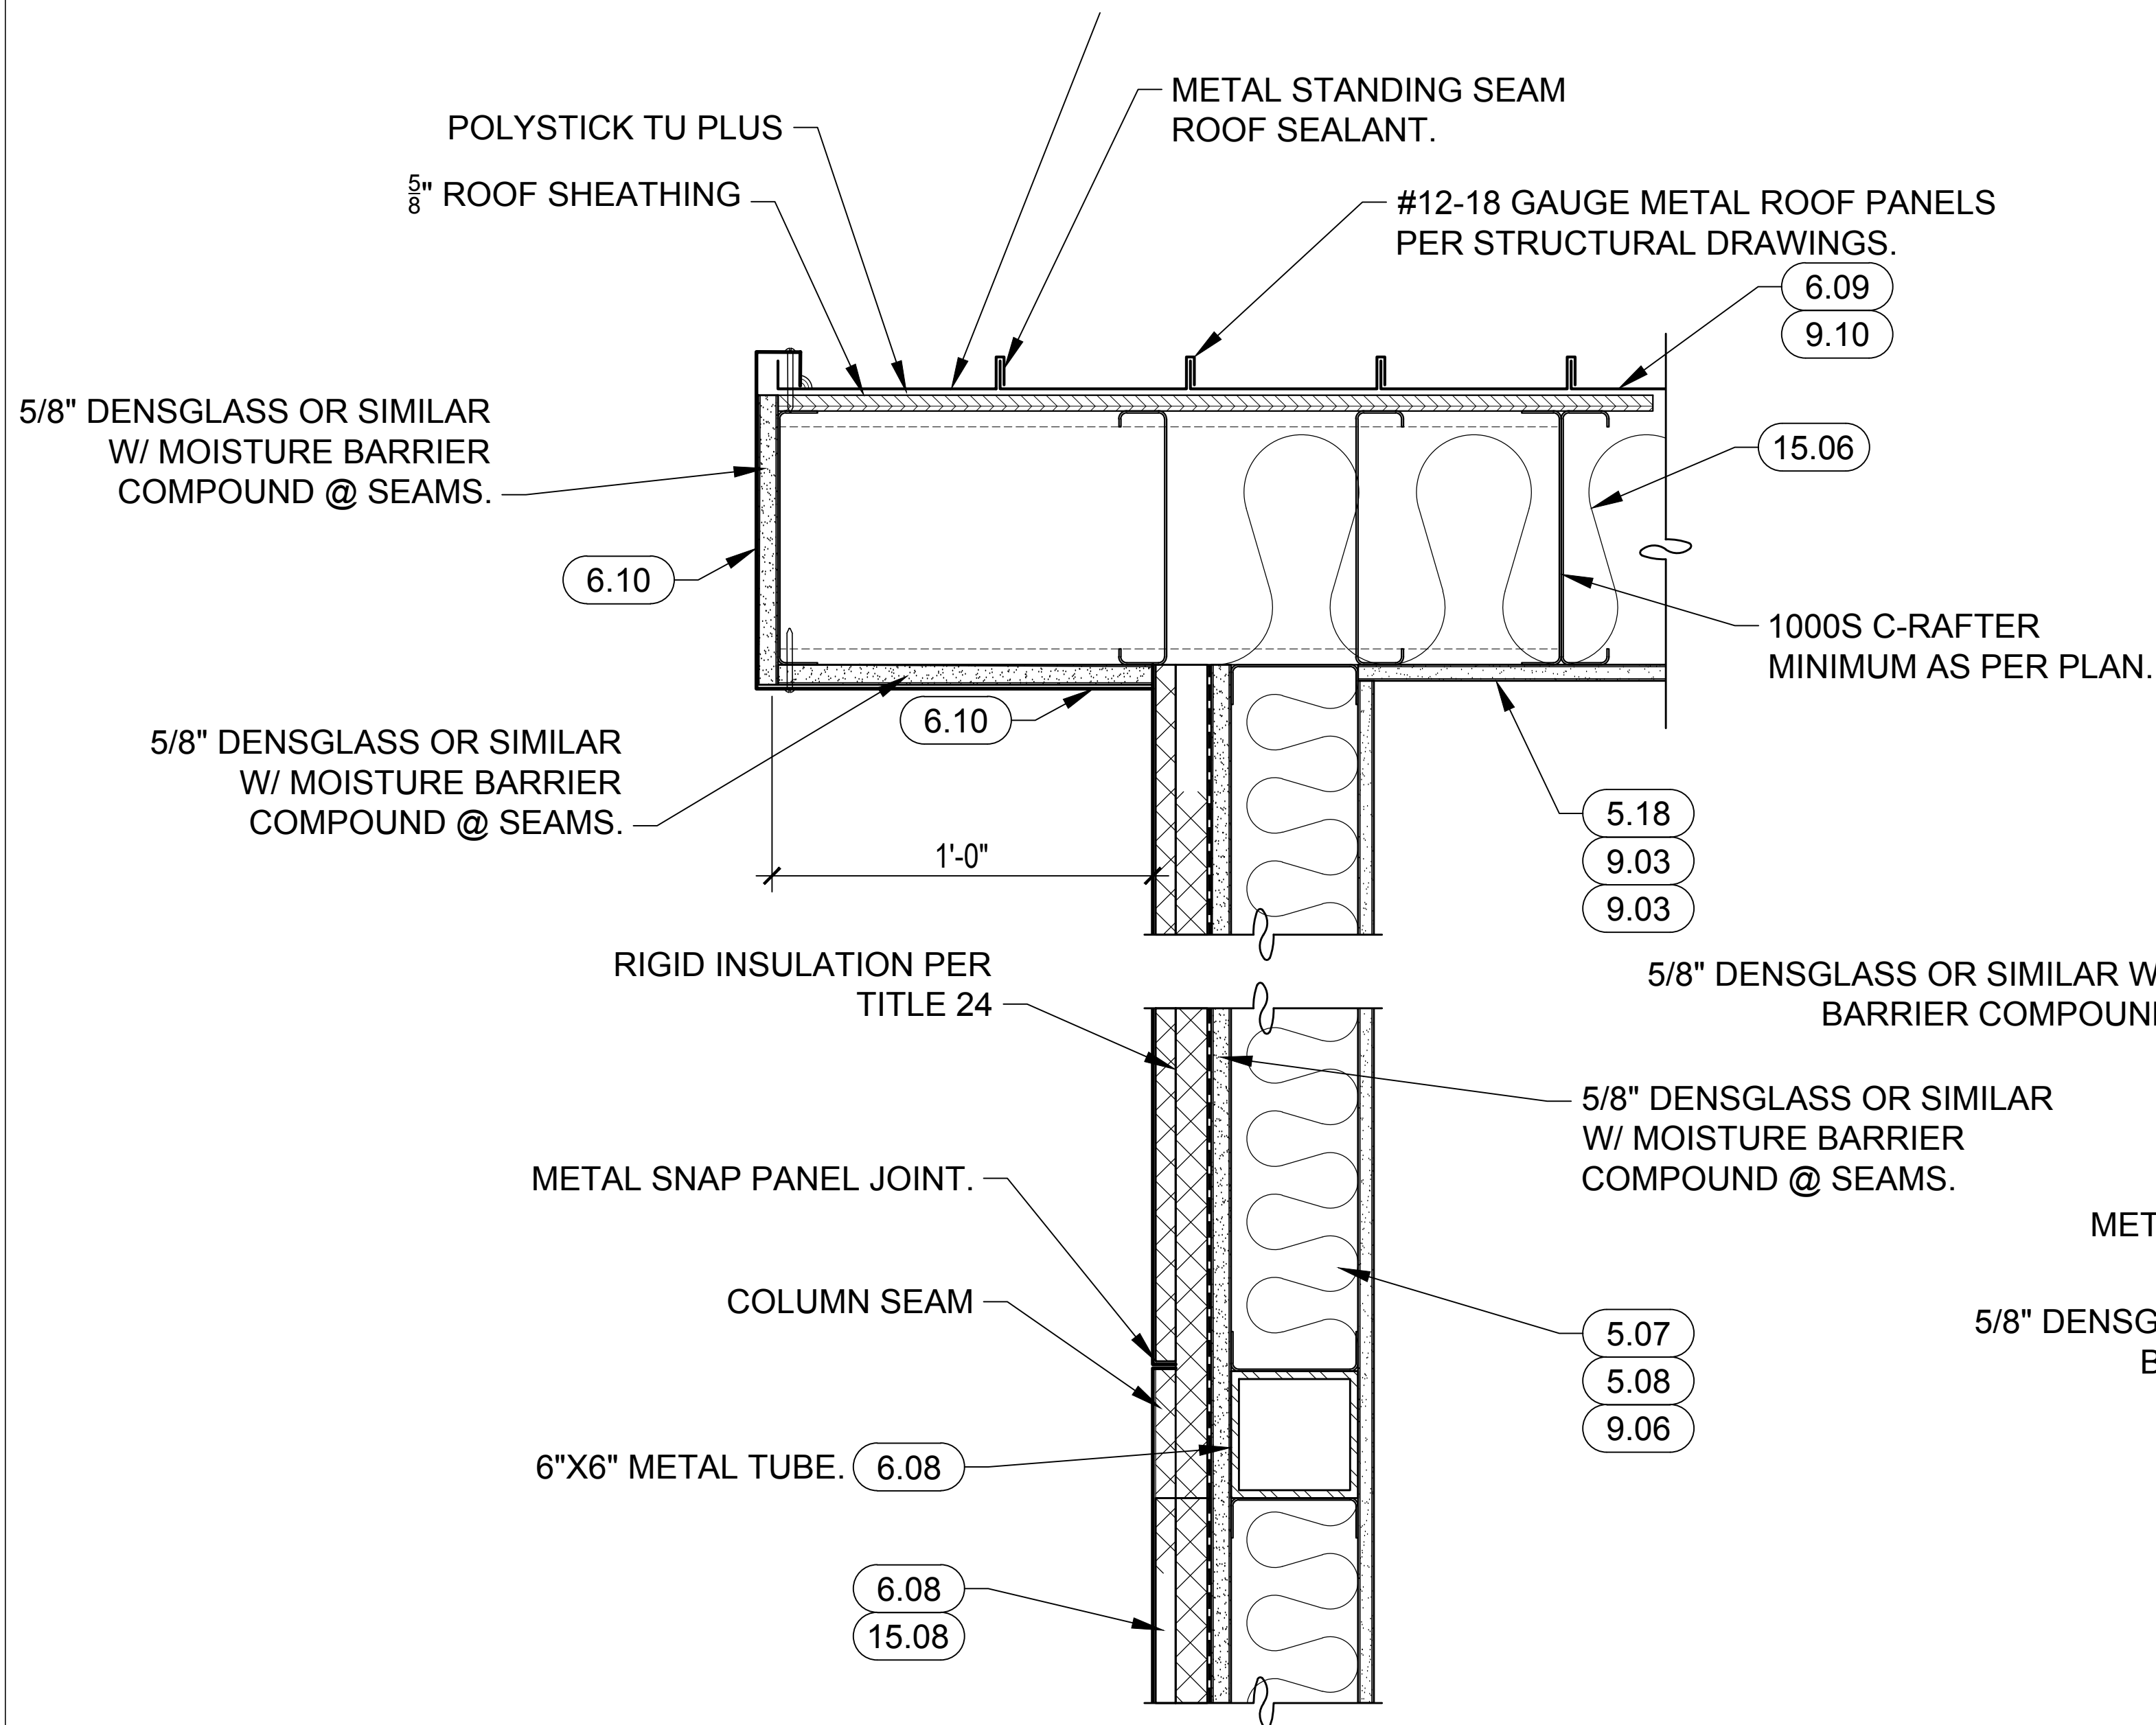 METAL STANDING SEAM
ROOF SEALANT.
POLYSTICK TU PLUS
5/8" ROOF SHEATHING
#12-18 GAUGE METAL ROOF PANELS
PER STRUCTURAL DRAWINGS.
6.09
9.10
5/8" DENSGLASS OR SIMILAR
W/ MOISTURE BARRIER
COMPOUND @ SEAMS.
15.06
6.10
1000S C-RAFTER
MINIMUM AS PER PLAN.
6.10
5/8" DENSGLASS OR SIMILAR
W/ MOISTURE BARRIER
COMPOUND @ SEAMS.
1'-0"
5.18
9.03
9.03
RIGID INSULATION PER
TITLE 24
5/8" DENSGLASS OR SIMILAR W
BARRIER
5/8" DENSGLASS OR SIMILAR
W/ MOISTURE BARRIER
COMPOUND @ SEAMS.
METAL SNAP PANEL JOINT.
MET
COLUMN SEAM
5/8" DENSG
B
5.07
5.08
9.06
6"X6" METAL TUBE. 6.08
6.08
15.08